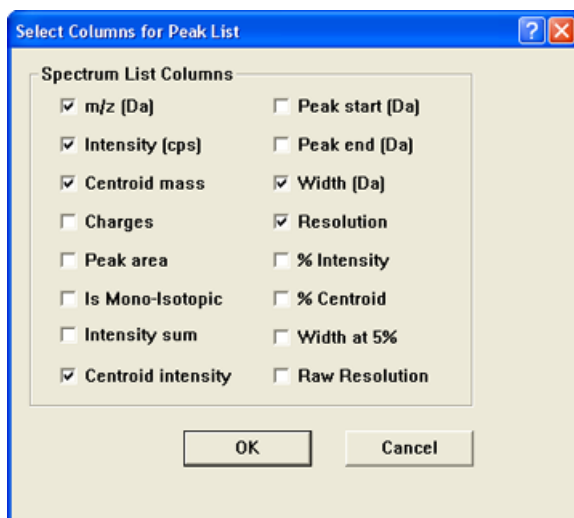 Select Columns for Peak List
Spectrum List Columns
m/z (Da)
Intensity (cps)
Centroid mass
Charges
Peak area
Is Mono-Isotopic
Intensity sum
Centroid intensity
Peak start (Da)
Peak end (Da)
Width (Da)
Resolution
% Intensity
% Centroid
Width at 5%
Raw Resolution
OK
Cancel